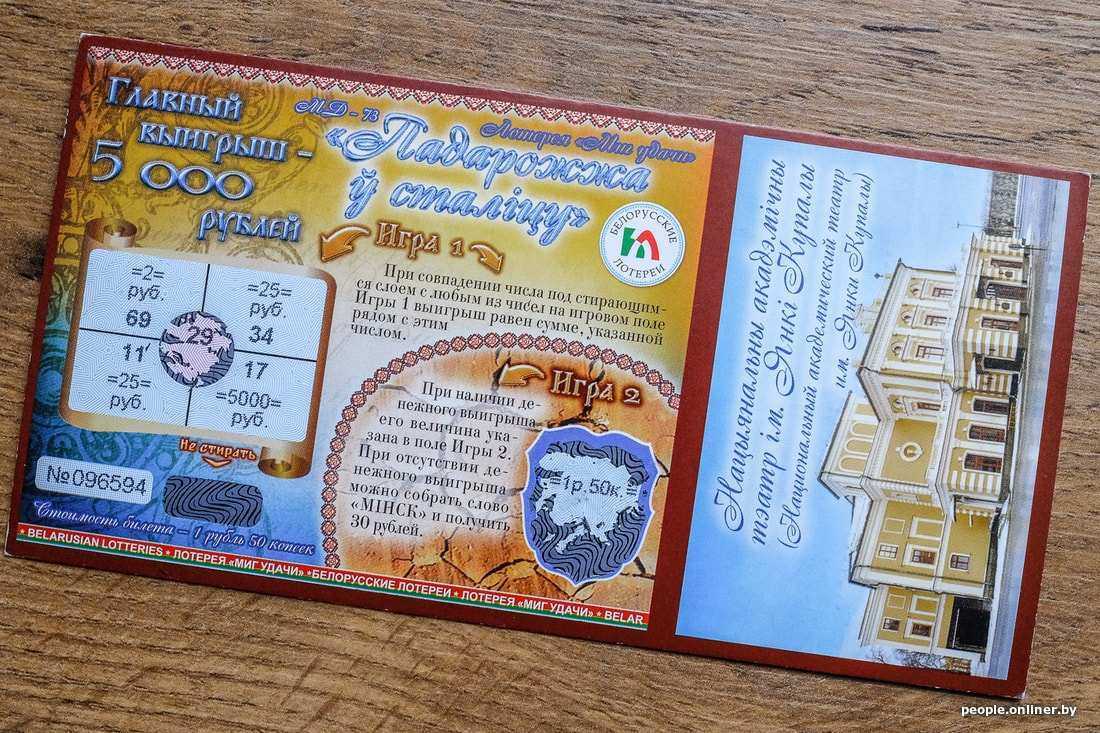 МД – 73
Лотерея «Миг удачи»
Главный
выигрыш –
5 000
рублей
«Падарожжа
ў сталіцу»
БЕЛОРУССКИЕ
ЛОТЕРЕИ
Игра 1
При совпадении числа под стирающим-
ся слоем с любым из чисел на игровом поле
Игры 1 выигрыш равен сумме, указанной
рядом с этим
числом.
=2=
руб.
69
=25=
руб.
34
29
11
=25=
руб.
17
=5000=
руб.
Не стирать
№096594
Стоимость билета – 1 рубль 50 копеек
Игра 2
При наличии де-
нежного выигрыша
его величина ука-
зана в поле Игры 2.
При отсутствии де-
нежного выигрыша
можно собрать слово
«МІНСК» и получить
30 рублей.
=1р.50к.=
★ BELARUSIAN LOTTERIES ★ ЛОТЕРЕЯ «МИГ УДАЧИ» ★ БЕЛОРУССКИЕ ЛОТЕРЕИ ★ ЛОТЕРЕЯ «МИГ УДАЧИ» ★ BELAR
Нацыянальны акадэмічны
тэатр ім. Янкі Купалы
(Национальный академический театр
им. Янки Купалы)
people.onliner.by